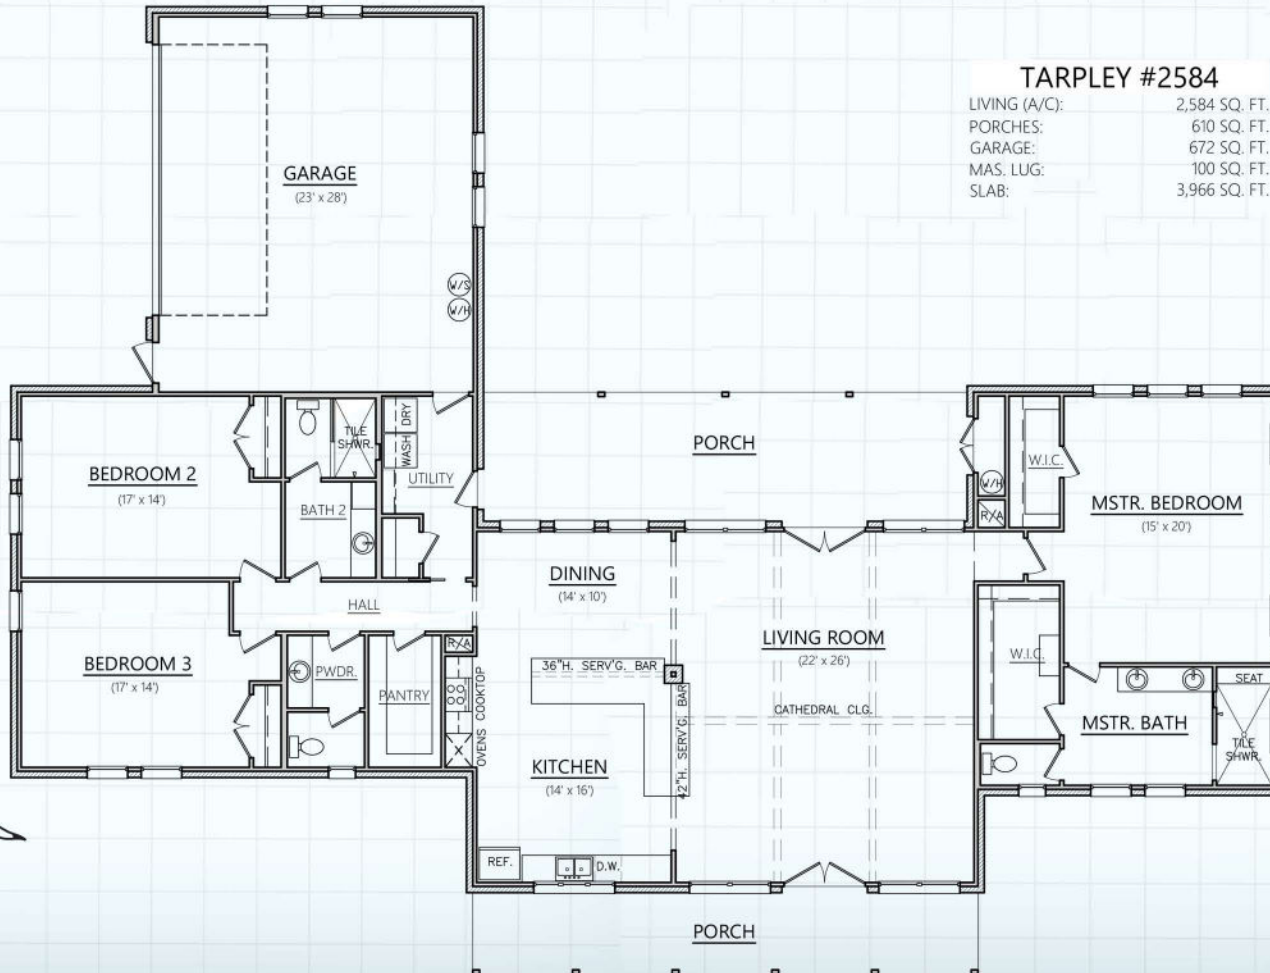 TARPLEY #2584
LIVING (A/C): 2,584 SQ. FT.
PORCHES: 610 SQ. FT.
GARAGE: 672 SQ. FT.
MAS. LUG: 100 SQ. FT.
SLAB: 3,966 SQ. FT.
GARAGE
(23' x 28')
W/S
W/H
BEDROOM 2
(17' x 14')
TILE
SHWR.
WASH
DRY
UTILITY
BATH 2
PORCH
W/H
R/A
W.I.C.
MSTR. BEDROOM
(15' x 20')
DINING
(14' x 10')
HALL
BEDROOM 3
(17' x 14')
PWDR.
PANTRY
R/A
OVENS COOKTOP
36"H. SERV'G. BAR
42"H. SERV'G. BAR
LIVING ROOM
(22' x 26')
CATHEDRAL CLG.
W.I.C.
MSTR. BATH
SEAT
TILE
SHWR.
KITCHEN
(14' x 16')
REF.
D.W.
PORCH